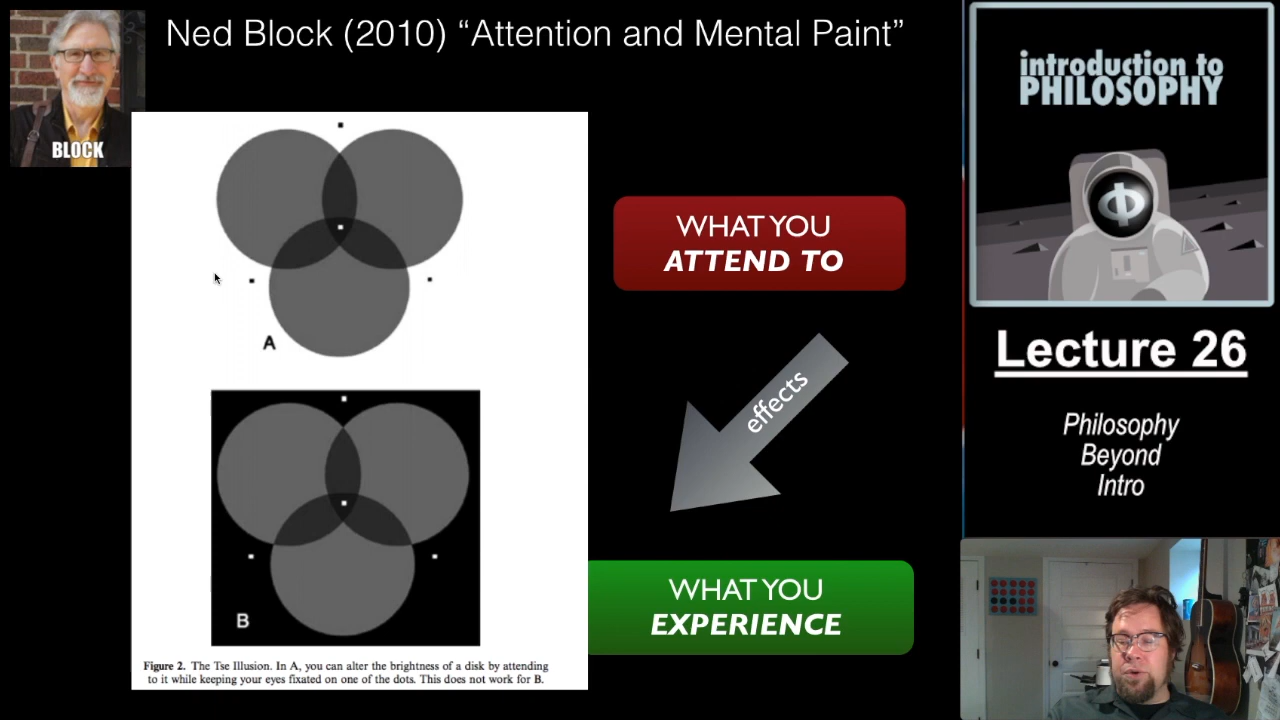 Ned Block (2010) “Attention and Mental Paint”
BLOCK
A
B
Figure 2. The Tse Illusion. In A, you can alter the brightness of a disk by attending
to it while keeping your eyes fixated on one of the dots. This does not work for B.
WHAT YOU
ATTEND TO
effects
WHAT YOU
EXPERIENCE
introduction to
PHILOSOPHY
Φ
Lecture 26
Philosophy
Beyond
Intro